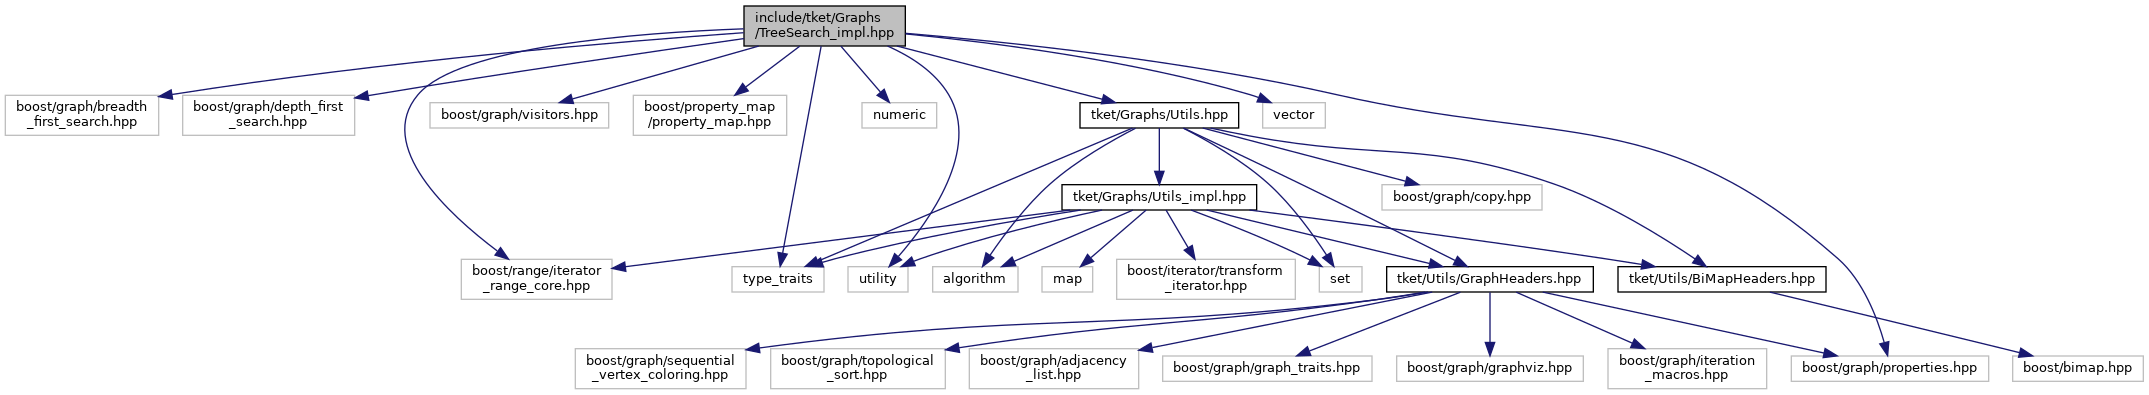 include/tket/Graphs
/TreeSearch_impl.hpp
boost/graph/breadth
_first_search.hpp
boost/graph/depth_first
_search.hpp
boost/graph/visitors.hpp
boost/property_map
/property_map.hpp
numeric
tket/Graphs/Utils.hpp
vector
tket/Graphs/Utils_impl.hpp
boost/graph/copy.hpp
boost/range/iterator
_range_core.hpp
type_traits
utility
algorithm
map
boost/iterator/transform
_iterator.hpp
set
tket/Utils/GraphHeaders.hpp
tket/Utils/BiMapHeaders.hpp
boost/graph/sequential
_vertex_coloring.hpp
boost/graph/topological
_sort.hpp
boost/graph/adjacency
_list.hpp
boost/graph/graph_traits.hpp
boost/graph/graphviz.hpp
boost/graph/iteration
_macros.hpp
boost/graph/properties.hpp
boost/bimap.hpp